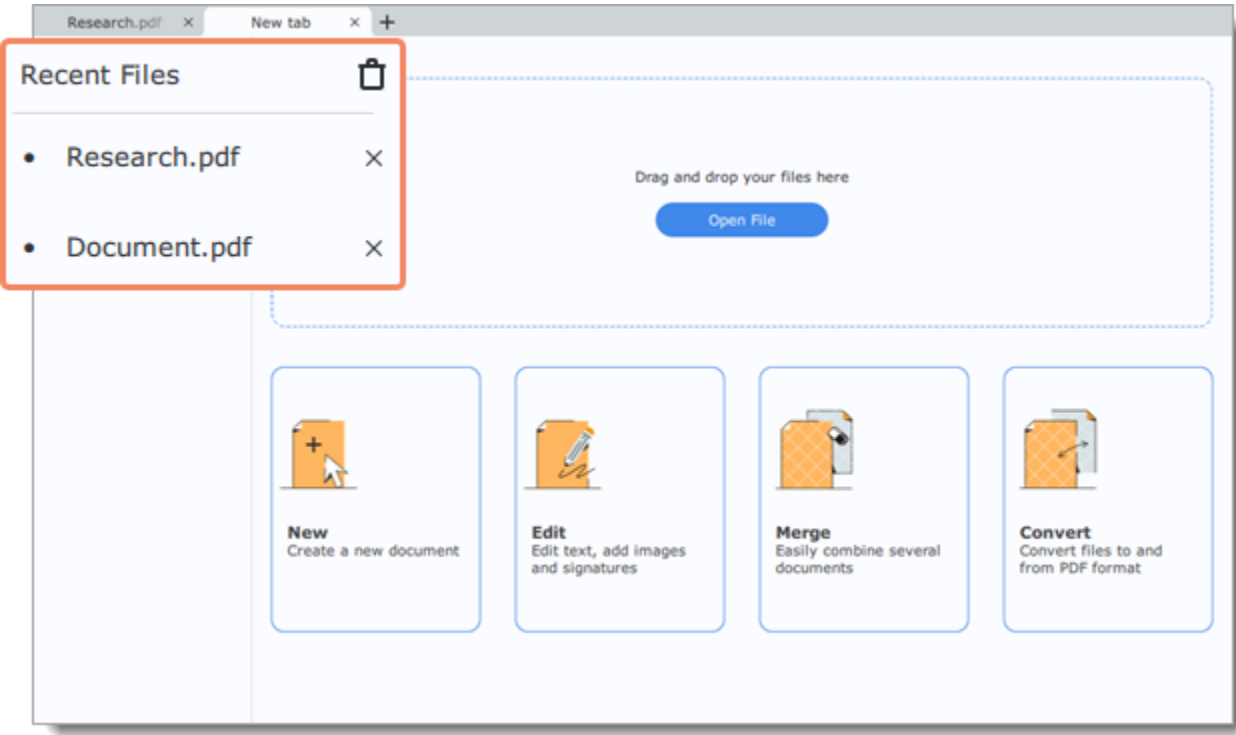 Research.pdf
New tab
Recent Files
Research.pdf
Document.pdf
Drag and drop your files here
Open File
New
Create a new document
Edit
Edit text, add images
and signatures
Merge
Easily combine several
documents
Convert
Convert files to and
from PDF format